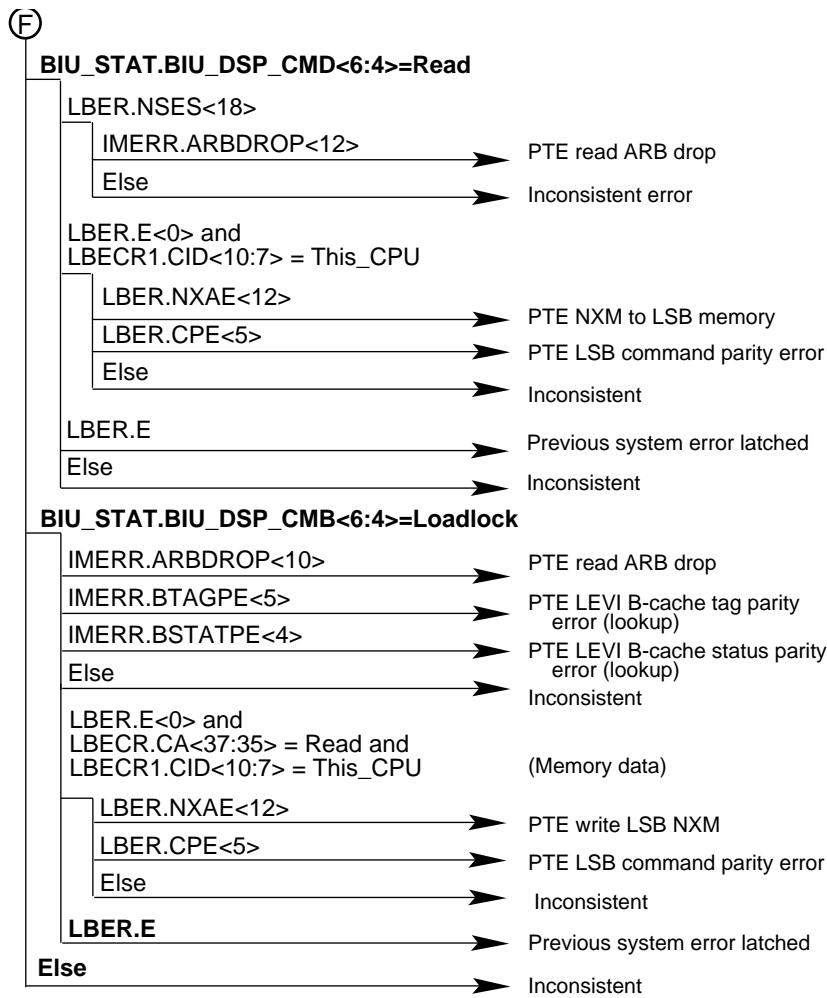 F
BIU_STAT.BIU_DSP_CMD<6:4>=Read
LBER.NSES<18>
IMERR.ARBDROP<12>
PTE read ARB drop
Else
Inconsistent error
LBER.E<0> and
LBECR1.CID<10:7> = This_CPU
LBER.NXAE<12>
PTE NXM to LSB memory
LBER.CPE<5>
PTE LSB command parity error
Else
Inconsistent
LBER.E
Previous system error latched
Else
Inconsistent
BIU_STAT.BIU_DSP_CMB<6:4>=Loadlock
IMERR.ARBDROP<10>
PTE read ARB drop
IMERR.BTAGPE<5>
PTE LEVI B-cache tag parity
error (lookup)
IMERR.BSTATPE<4>
PTE LEVI B-cache status parity
error (lookup)
Else
Inconsistent
LBER.E<0> and
LBECR.CA<37:35> = Read and
LBECR1.CID<10:7> = This_CPU
(Memory data)
LBER.NXAE<12>
PTE write LSB NXM
LBER.CPE<5>
PTE LSB command parity error
Else
Inconsistent
LBER.E
Previous system error latched
Else
Inconsistent